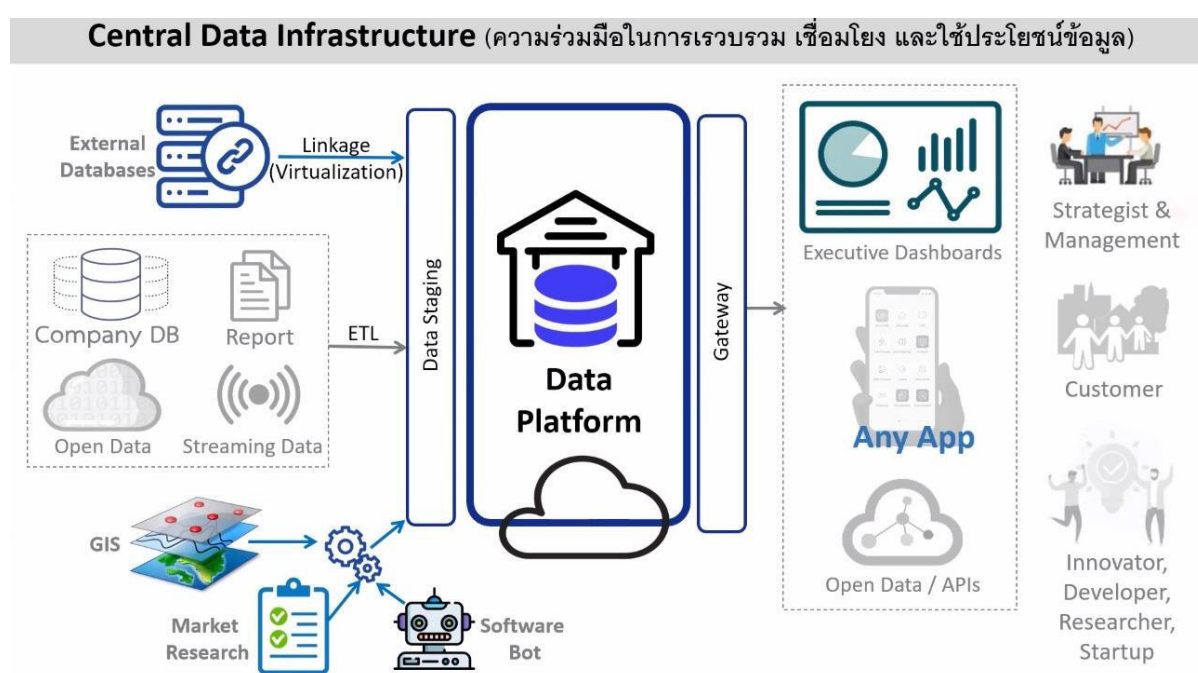 Central Data Infrastructure (ความร่วมมือในการเรวบรวม เชื่อมโยง และใช้ประโยชน์ข้อมูล)
External
Databases
Linkage
(Virtualization)
Company DB
Report
Open Data
Streaming Data
ETL
GIS
Market
Research
Software
Bot
Data Staging
Data
Platform
Gateway
Executive Dashboards
Any App
Open Data / APIs
Strategist &
Management
Customer
Innovator,
Developer,
Researcher,
Startup